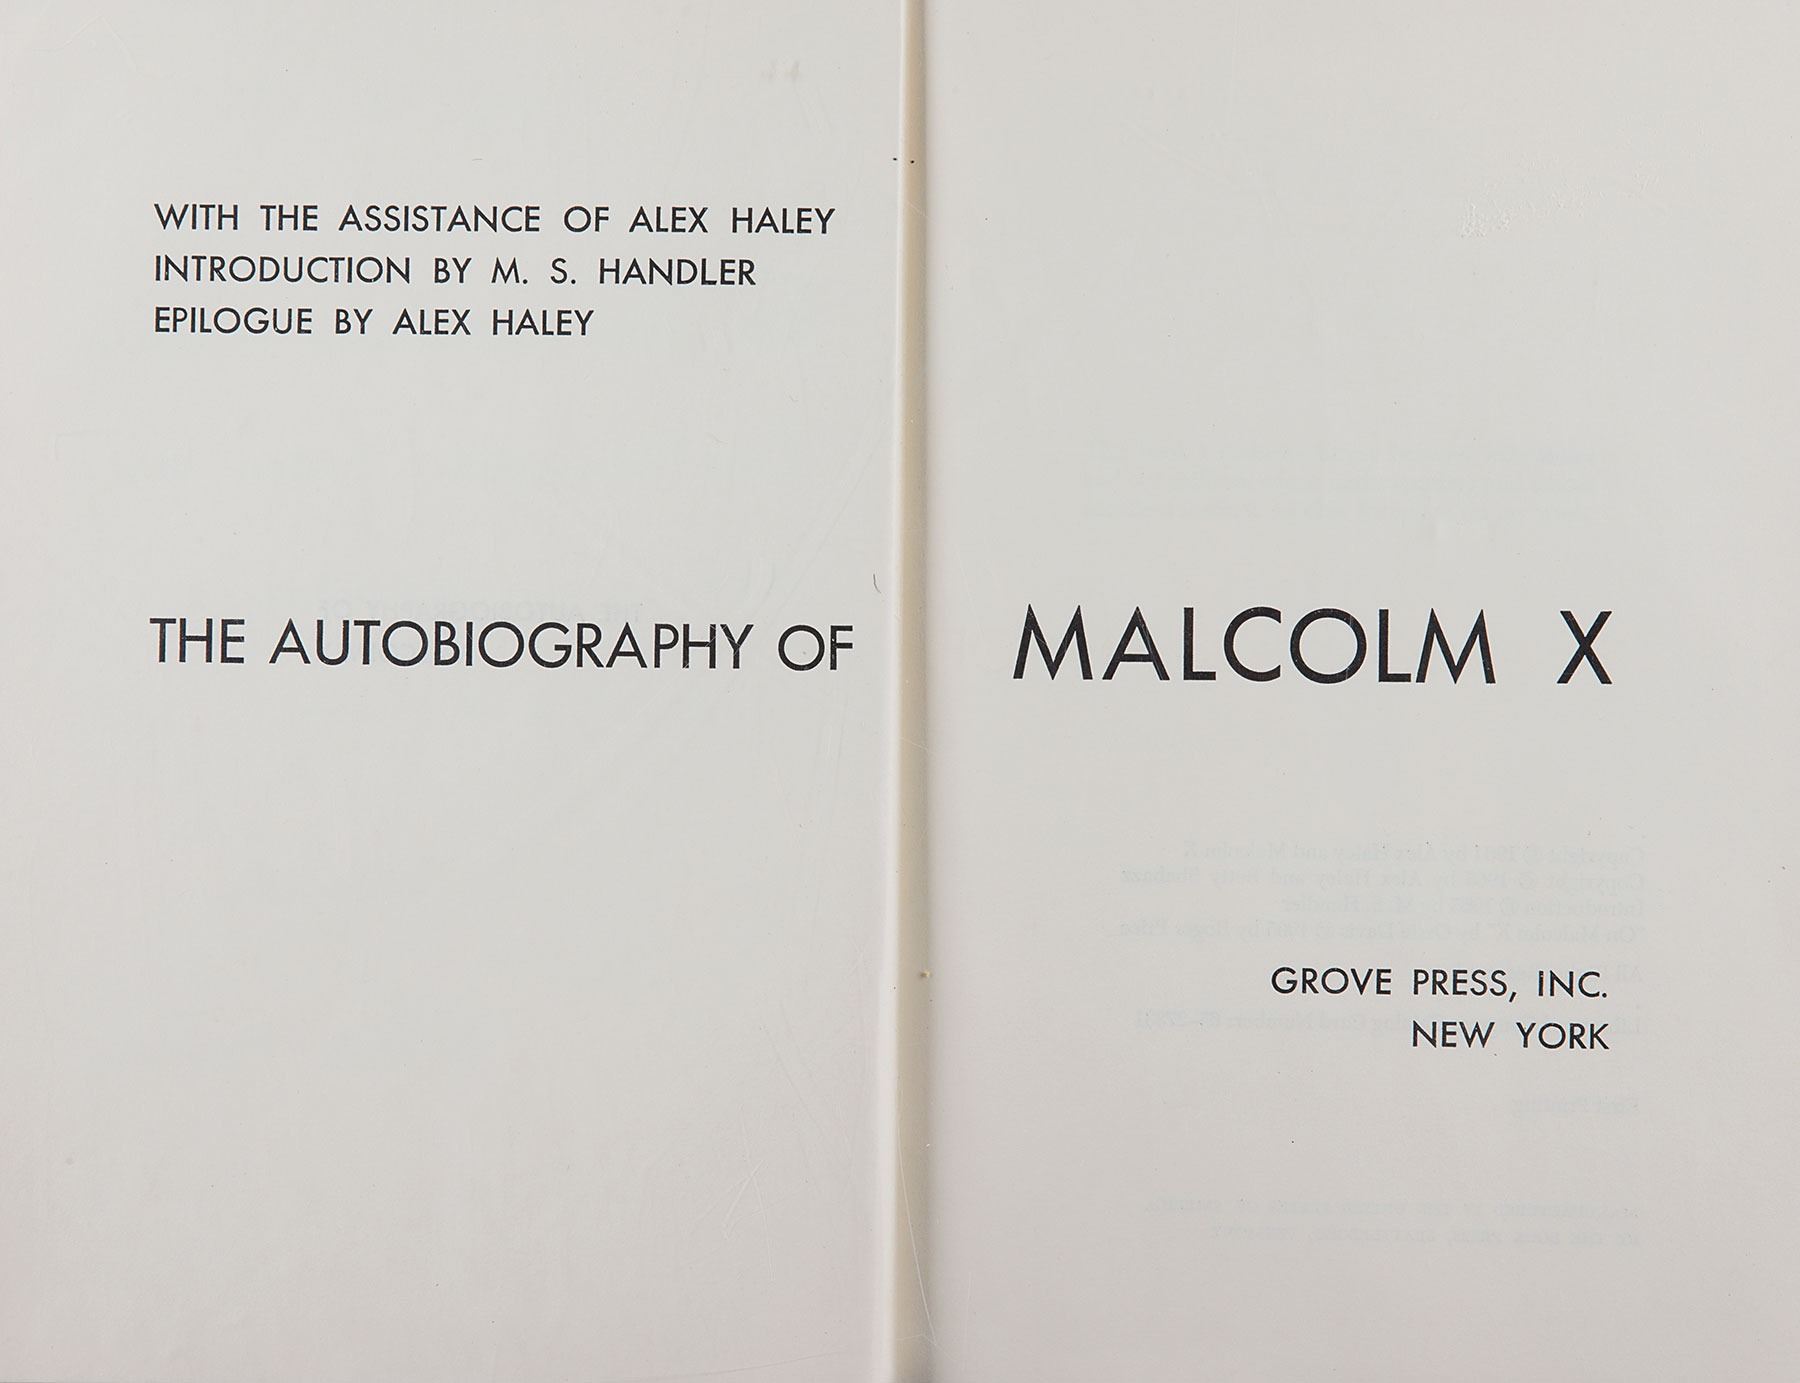 WITH THE ASSISTANCE OF ALEX HALEY
INTRODUCTION BY M. S. HANDLER
EPILOGUE BY ALEX HALEY
THE AUTOBIOGRAPHY OF MALCOLM X
GROVE PRESS, INC.
NEW YORK